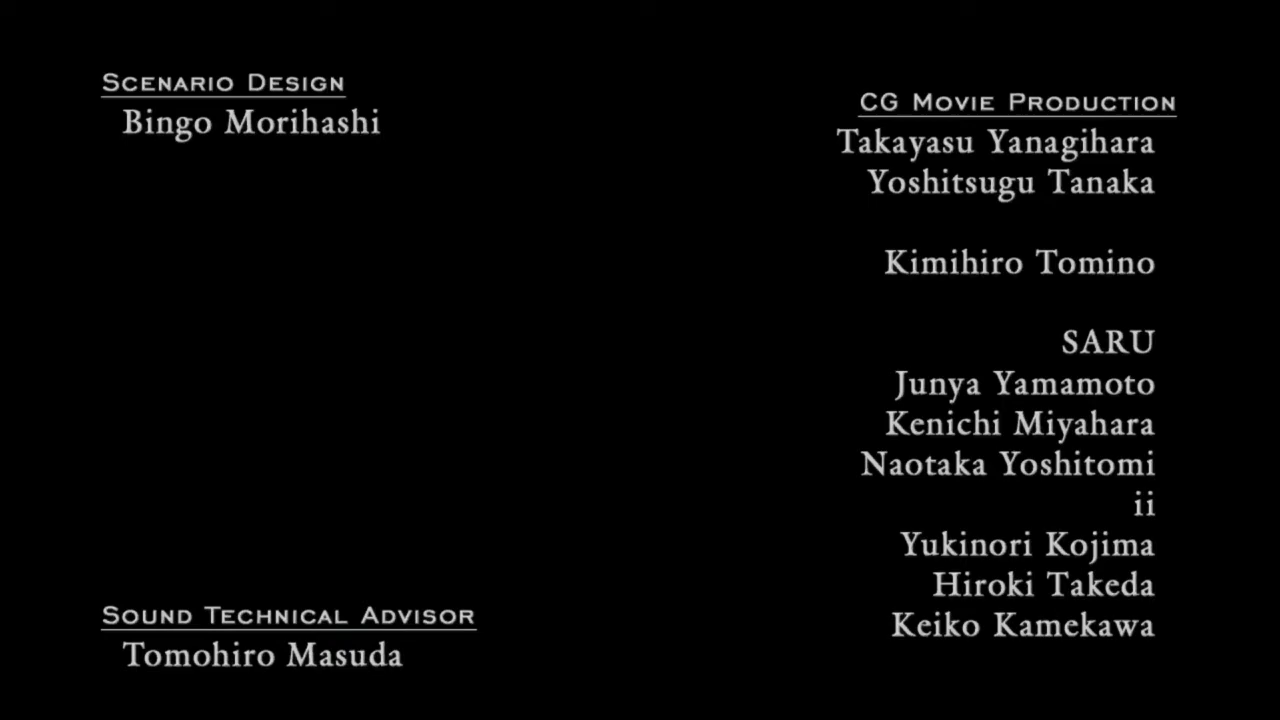 Scenario Design
Bingo Morihashi
Sound Technical Advisor
Tomohiro Masuda
CG Movie Production
Takayasu Yanagihara
Yoshitsugu Tanaka
Kimihiro Tomino
SARU
Junya Yamamoto
Kenichi Miyahara
Naotaka Yoshitomi
ii
Yukinori Kojima
Hiroki Takeda
Keiko Kamekawa